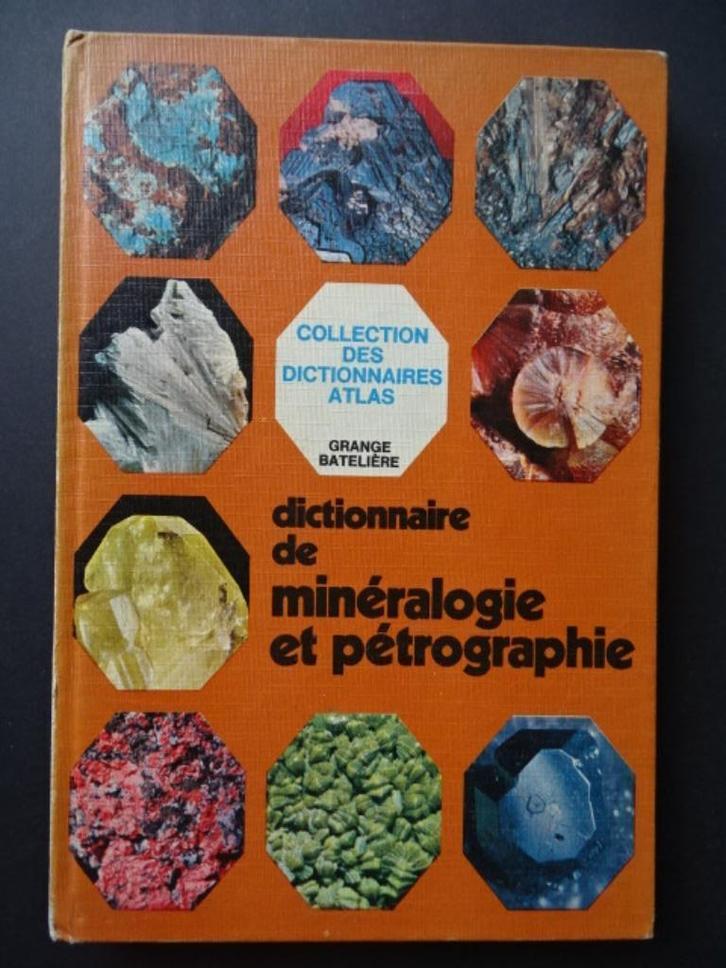 COLLECTION
DES
DICTIONNAIRES
ATLAS
GRANGE
BATELIÈRE
dictionnaire
de
minéralogie
et pétrographie